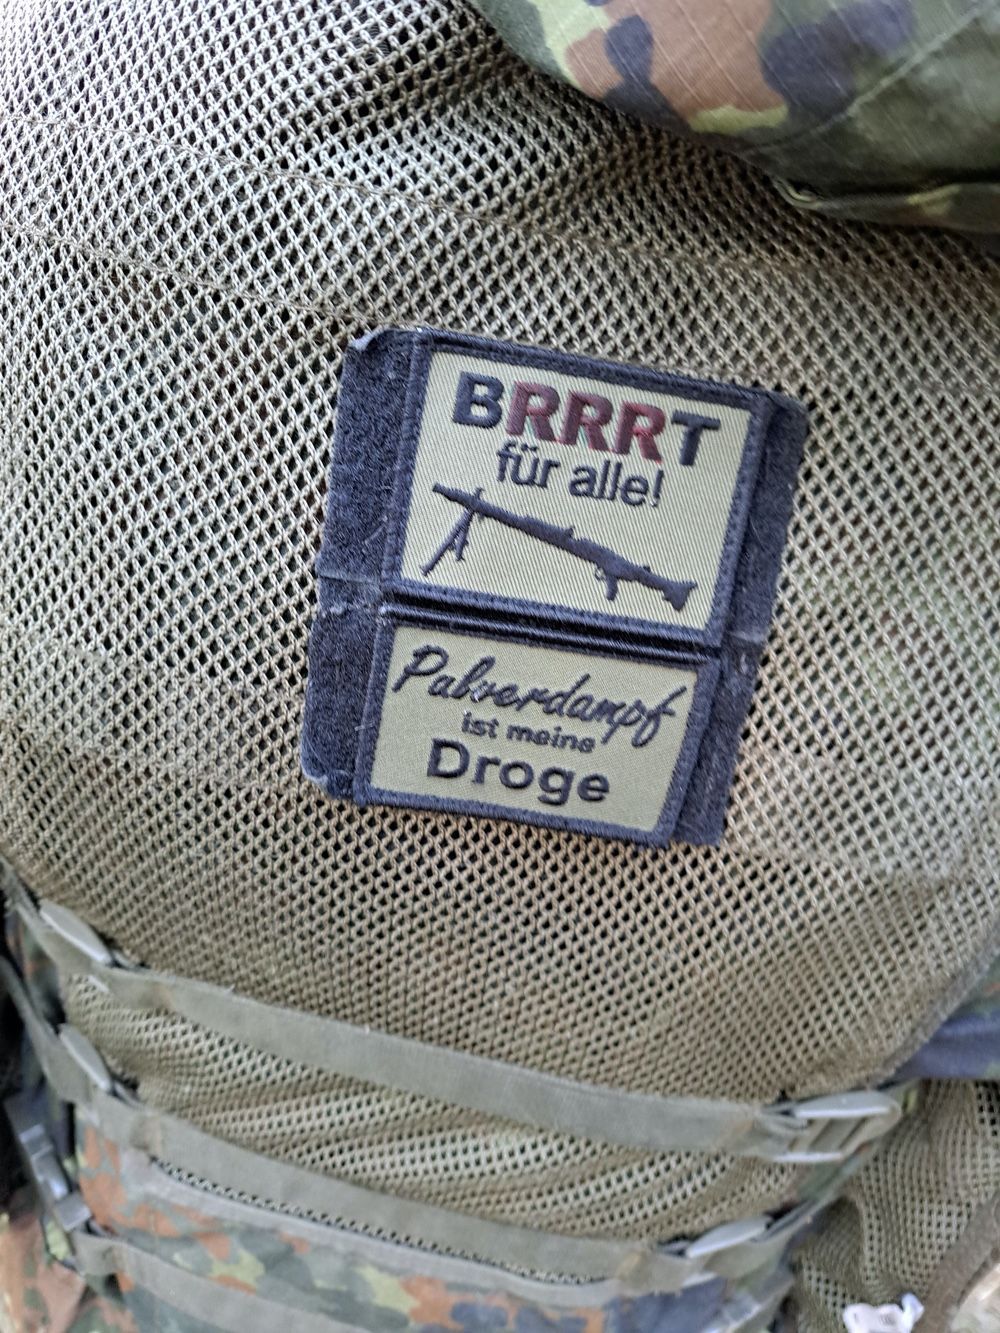 BRRRT
für alle!
Pulverdampf
ist meine
Droge